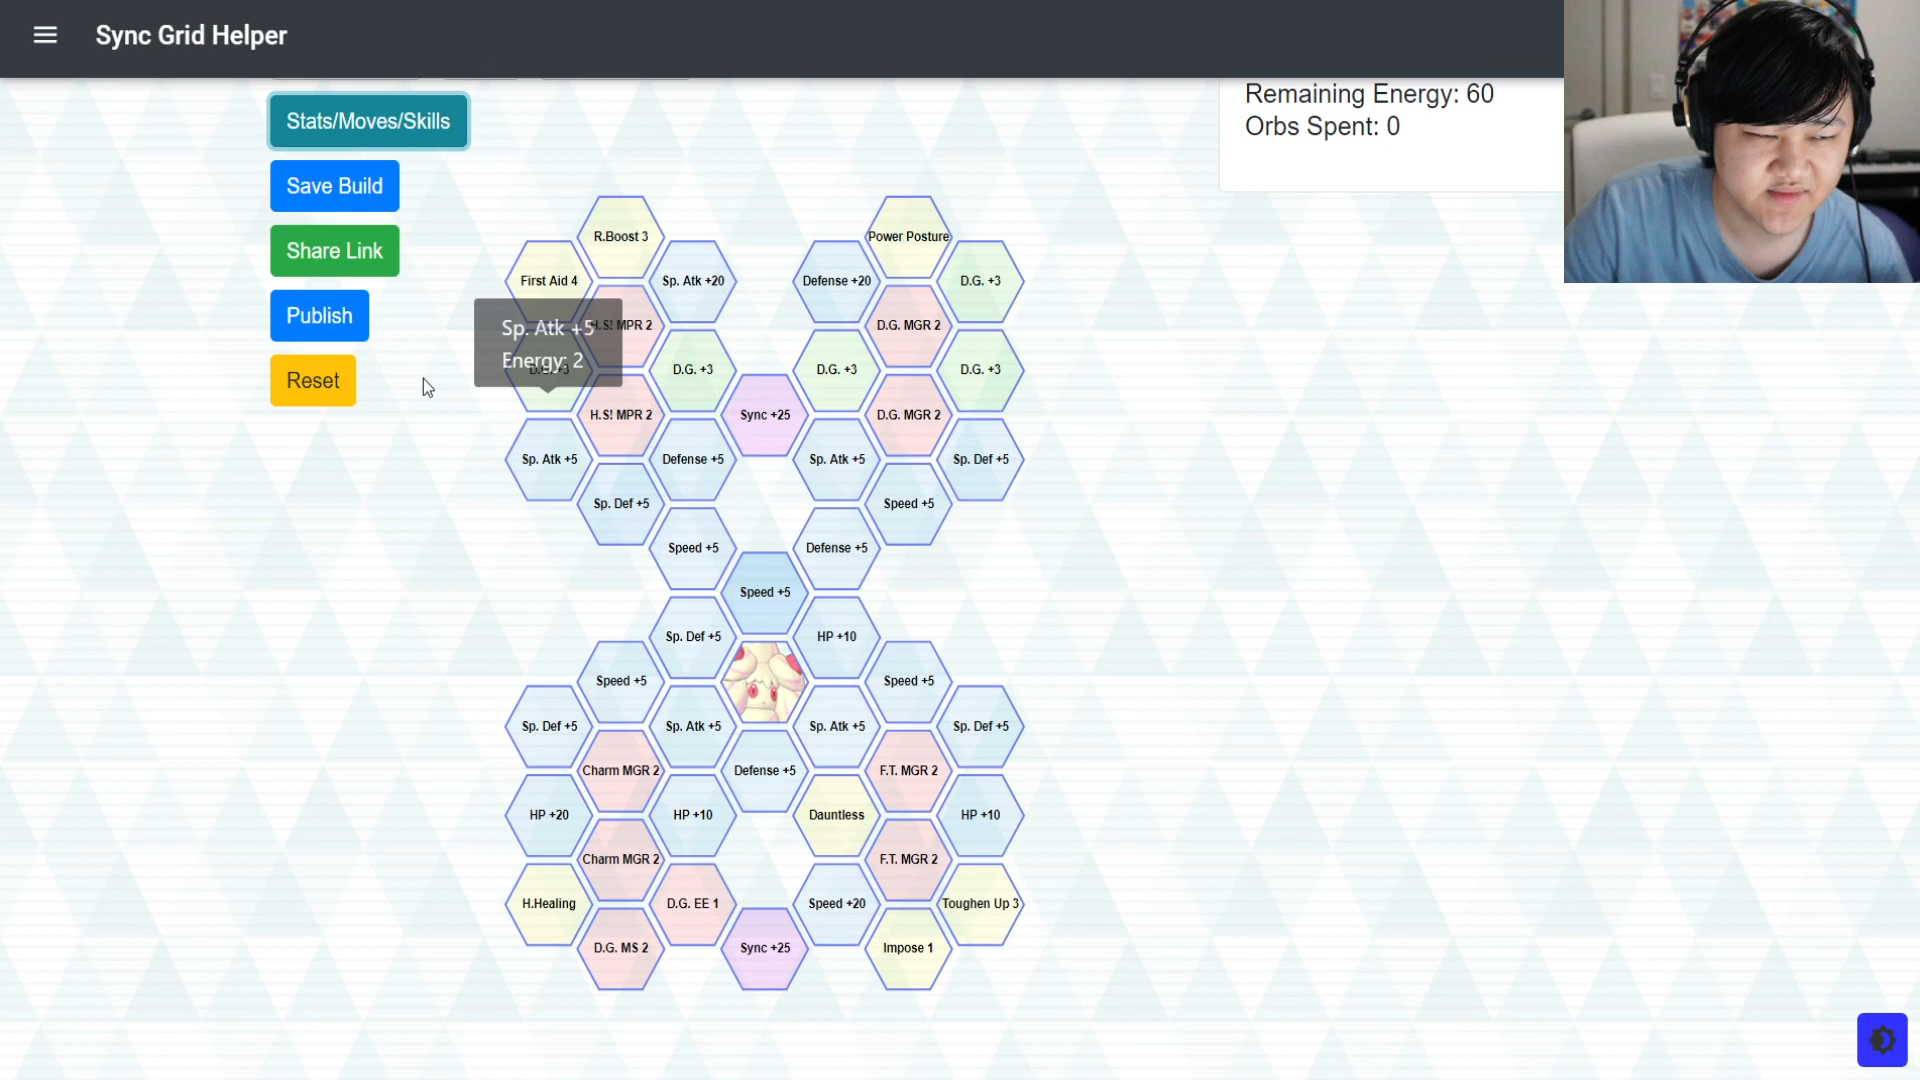 Sync Grid Helper
Remaining Energy: 60
Orbs Spent: 0
Stats/Moves/Skills
Save Build
Share Link
Publish
Reset
R.Boost 3
Power Posture
First Aid 4
Sp. Atk +20
Defense +20
D.G. +3
Sp. Atk +5
Energy: 2
H.S! MPR 2
D.G. MGR 2
D.G. +3
D.G. +3
D.G. +3
D.G. +3
H.S! MPR 2
Sync +25
D.G. MGR 2
Sp. Atk +5
Defense +5
Sp. Atk +5
Sp. Def +5
Sp. Def +5
Speed +5
Speed +5
Defense +5
Speed +5
Sp. Def +5
HP +10
Speed +5
Speed +5
Sp. Def +5
Sp. Atk +5
Sp. Atk +5
Sp. Def +5
Charm MGR 2
Defense +5
F.T. MGR 2
HP +20
HP +10
Dauntless
HP +10
Charm MGR 2
F.T. MGR 2
H.Healing
D.G. EE 1
Speed +20
Toughen Up 3
D.G. MS 2
Sync +25
Impose 1